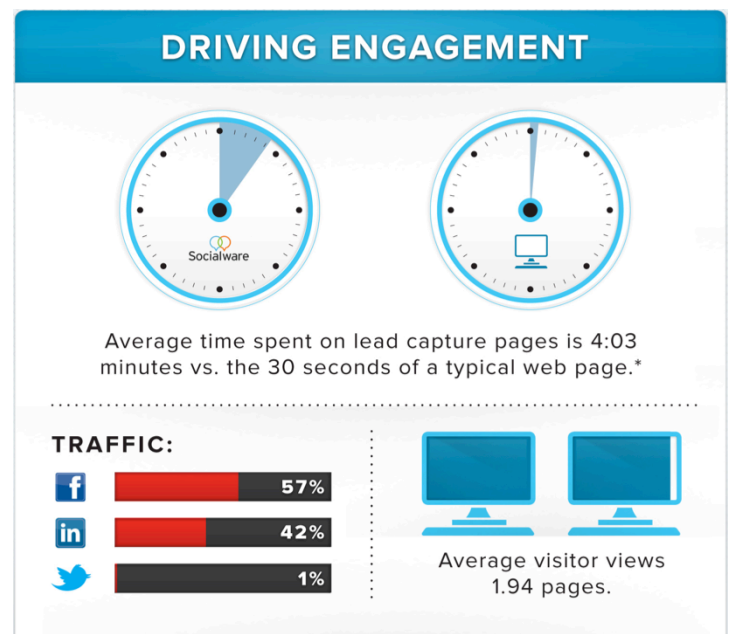 DRIVING ENGAGEMENT
Socialware
Average time spent on lead capture pages is 4:03
minutes vs. the 30 seconds of a typical web page.*
TRAFFIC:
f 57%
in 42%
1%
Average visitor views
1.94 pages.